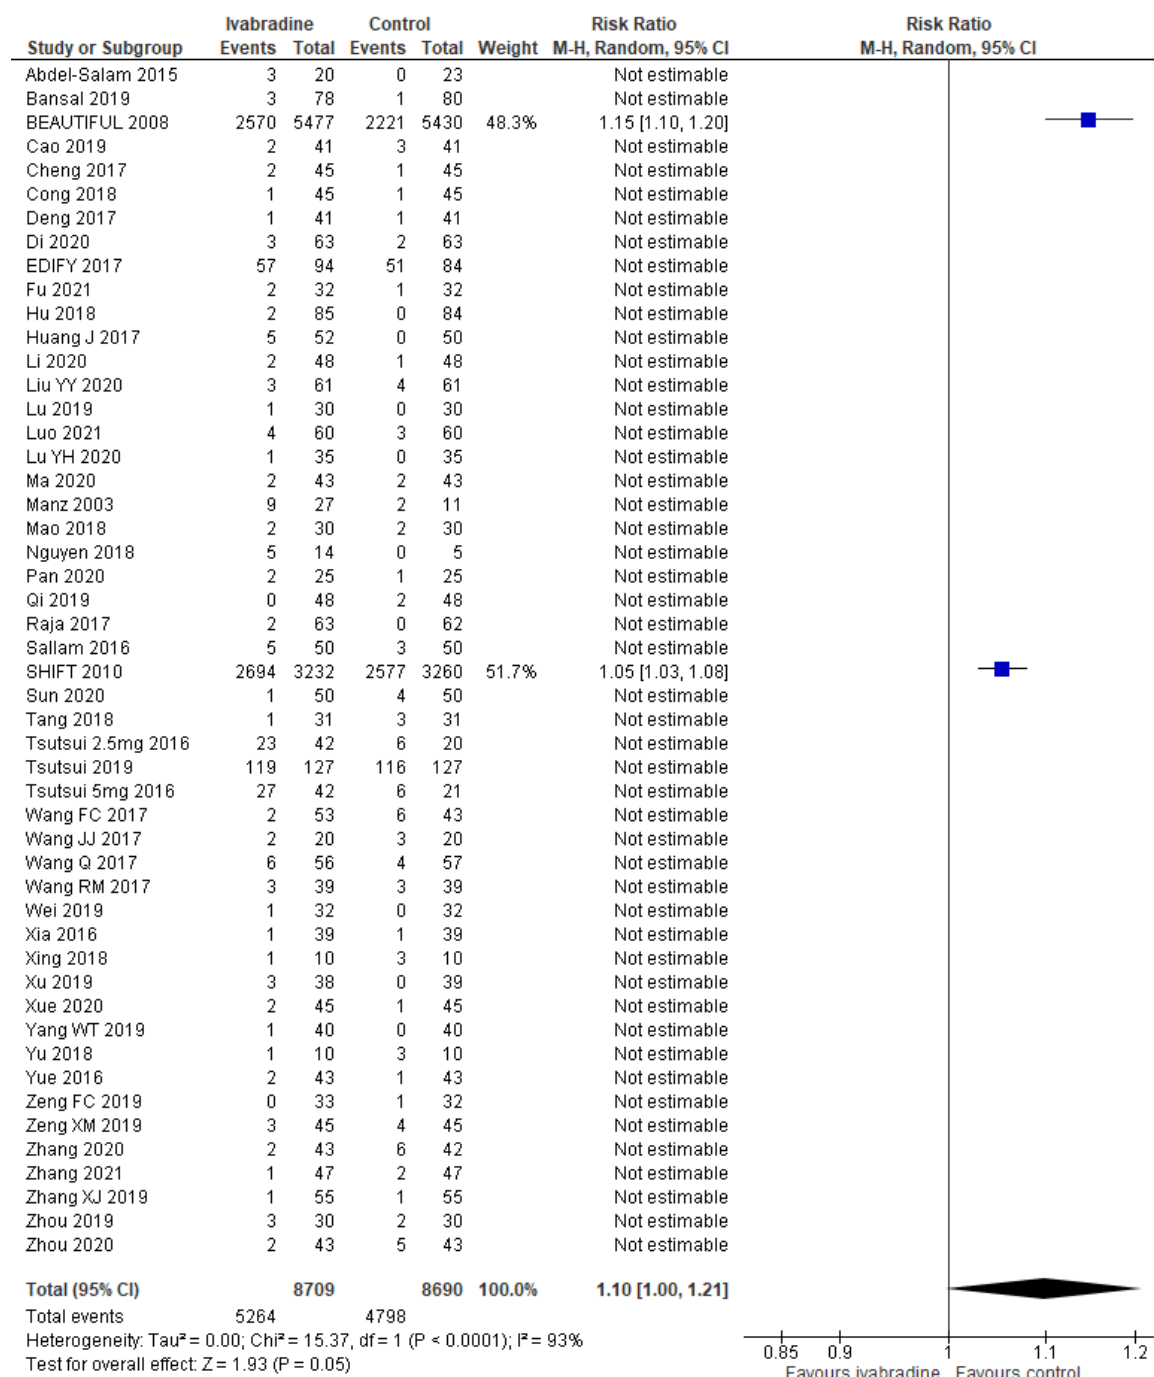 Ivabradine Control Risk Ratio Risk Ratio
Study or Subgroup Events Total Events Total Weight M-H, Random, 95% CI M-H, Random, 95% CI
Abdel-Salam 2015 3 20 0 23 Not estimable
Bansal 2019 3 78 1 80 Not estimable
BEAUTIFUL 2008 2570 5477 2221 5430 48.3% 1.15 [1.10, 1.20]
Cao 2019 2 41 3 41 Not estimable
Cheng 2017 2 45 1 45 Not estimable
Cong 2018 1 45 1 45 Not estimable
Deng 2017 1 41 1 41 Not estimable
Di 2020 3 63 2 63 Not estimable
EDIFY 2017 57 94 51 84 Not estimable
Fu 2021 2 32 1 32 Not estimable
Hu 2018 2 85 0 84 Not estimable
Huang J 2017 5 52 0 50 Not estimable
Li 2020 2 48 1 48 Not estimable
Liu YY 2020 3 61 4 61 Not estimable
Lu 2019 1 30 0 30 Not estimable
Luo 2021 4 60 3 60 Not estimable
Lu YH 2020 1 35 0 35 Not estimable
Ma 2020 2 43 2 43 Not estimable
Manz 2003 9 27 2 11 Not estimable
Mao 2018 2 30 2 30 Not estimable
Nguyen 2018 5 14 0 5 Not estimable
Pan 2020 2 25 1 25 Not estimable
Qi 2019 0 48 2 48 Not estimable
Raja 2017 2 63 0 62 Not estimable
Sallam 2016 5 50 3 50 Not estimable
SHIFT 2010 2694 3232 2577 3260 51.7% 1.05 [1.03, 1.08]
Sun 2020 1 50 4 50 Not estimable
Tang 2018 1 31 3 31 Not estimable
Tsutsui 2.5mg 2016 23 42 6 20 Not estimable
Tsutsui 2019 119 127 116 127 Not estimable
Tsutsui 5mg 2016 27 42 6 21 Not estimable
Wang FC 2017 2 53 6 43 Not estimable
Wang JJ 2017 2 20 3 20 Not estimable
Wang Q 2017 6 56 4 57 Not estimable
Wang RM 2017 3 39 3 39 Not estimable
Wei 2019 1 32 0 32 Not estimable
Xia 2016 1 39 1 39 Not estimable
Xing 2018 1 10 3 10 Not estimable
Xu 2019 3 38 0 39 Not estimable
Xue 2020 2 45 1 45 Not estimable
Yang WT 2019 1 40 0 40 Not estimable
Yu 2018 1 10 3 10 Not estimable
Yue 2016 2 43 1 43 Not estimable
Zeng FC 2019 0 33 1 32 Not estimable
Zeng XM 2019 3 45 4 45 Not estimable
Zhang 2020 2 43 6 42 Not estimable
Zhang 2021 1 47 2 47 Not estimable
Zhang XJ 2019 1 55 1 55 Not estimable
Zhou 2019 3 30 2 30 Not estimable
Zhou 2020 2 43 5 43 Not estimable
Total (95% CI) 8709 8690 100.0% 1.10 [1.00, 1.21]
Total events 5264 4798
Heterogeneity: Tau² = 0.00; Chi² = 15.37, df = 1 (P < 0.0001); I² = 93%
Test for overall effect: Z = 1.93 (P = 0.05)
0.85 0.9 1 1.1 1.2
Favours ivabradine Favours control